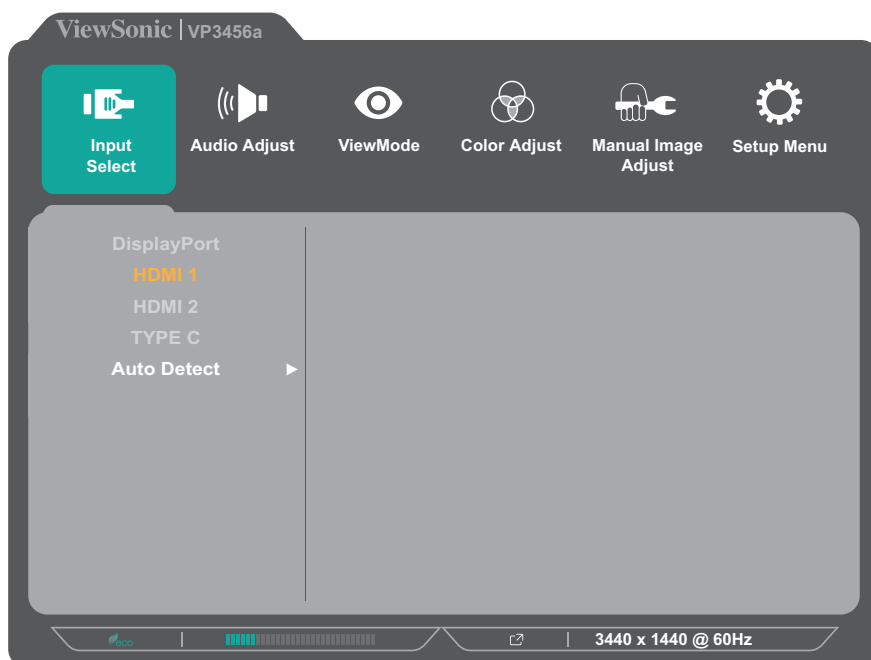 ViewSonic | VP3456a
Input Select
Audio Adjust
ViewMode
Color Adjust
Manual Image Adjust
Setup Menu
DisplayPort
HDMI 1
HDMI 2
TYPE C
Auto Detect
eco
3440 x 1440 @ 60Hz